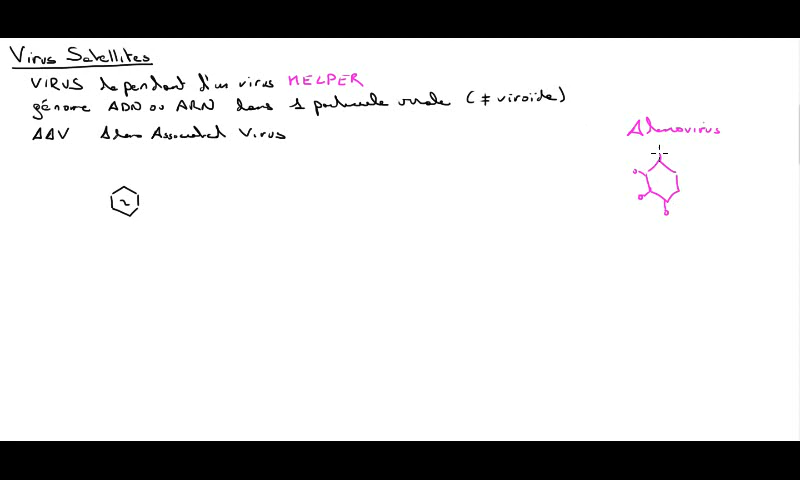 Virus Satellites
VIRUS dependant d'un virus HELPER
génome ADN ou ARN dans 1 particule virale (≠ viroïde)
AAV Adeno Associated Virus
Adenovirus